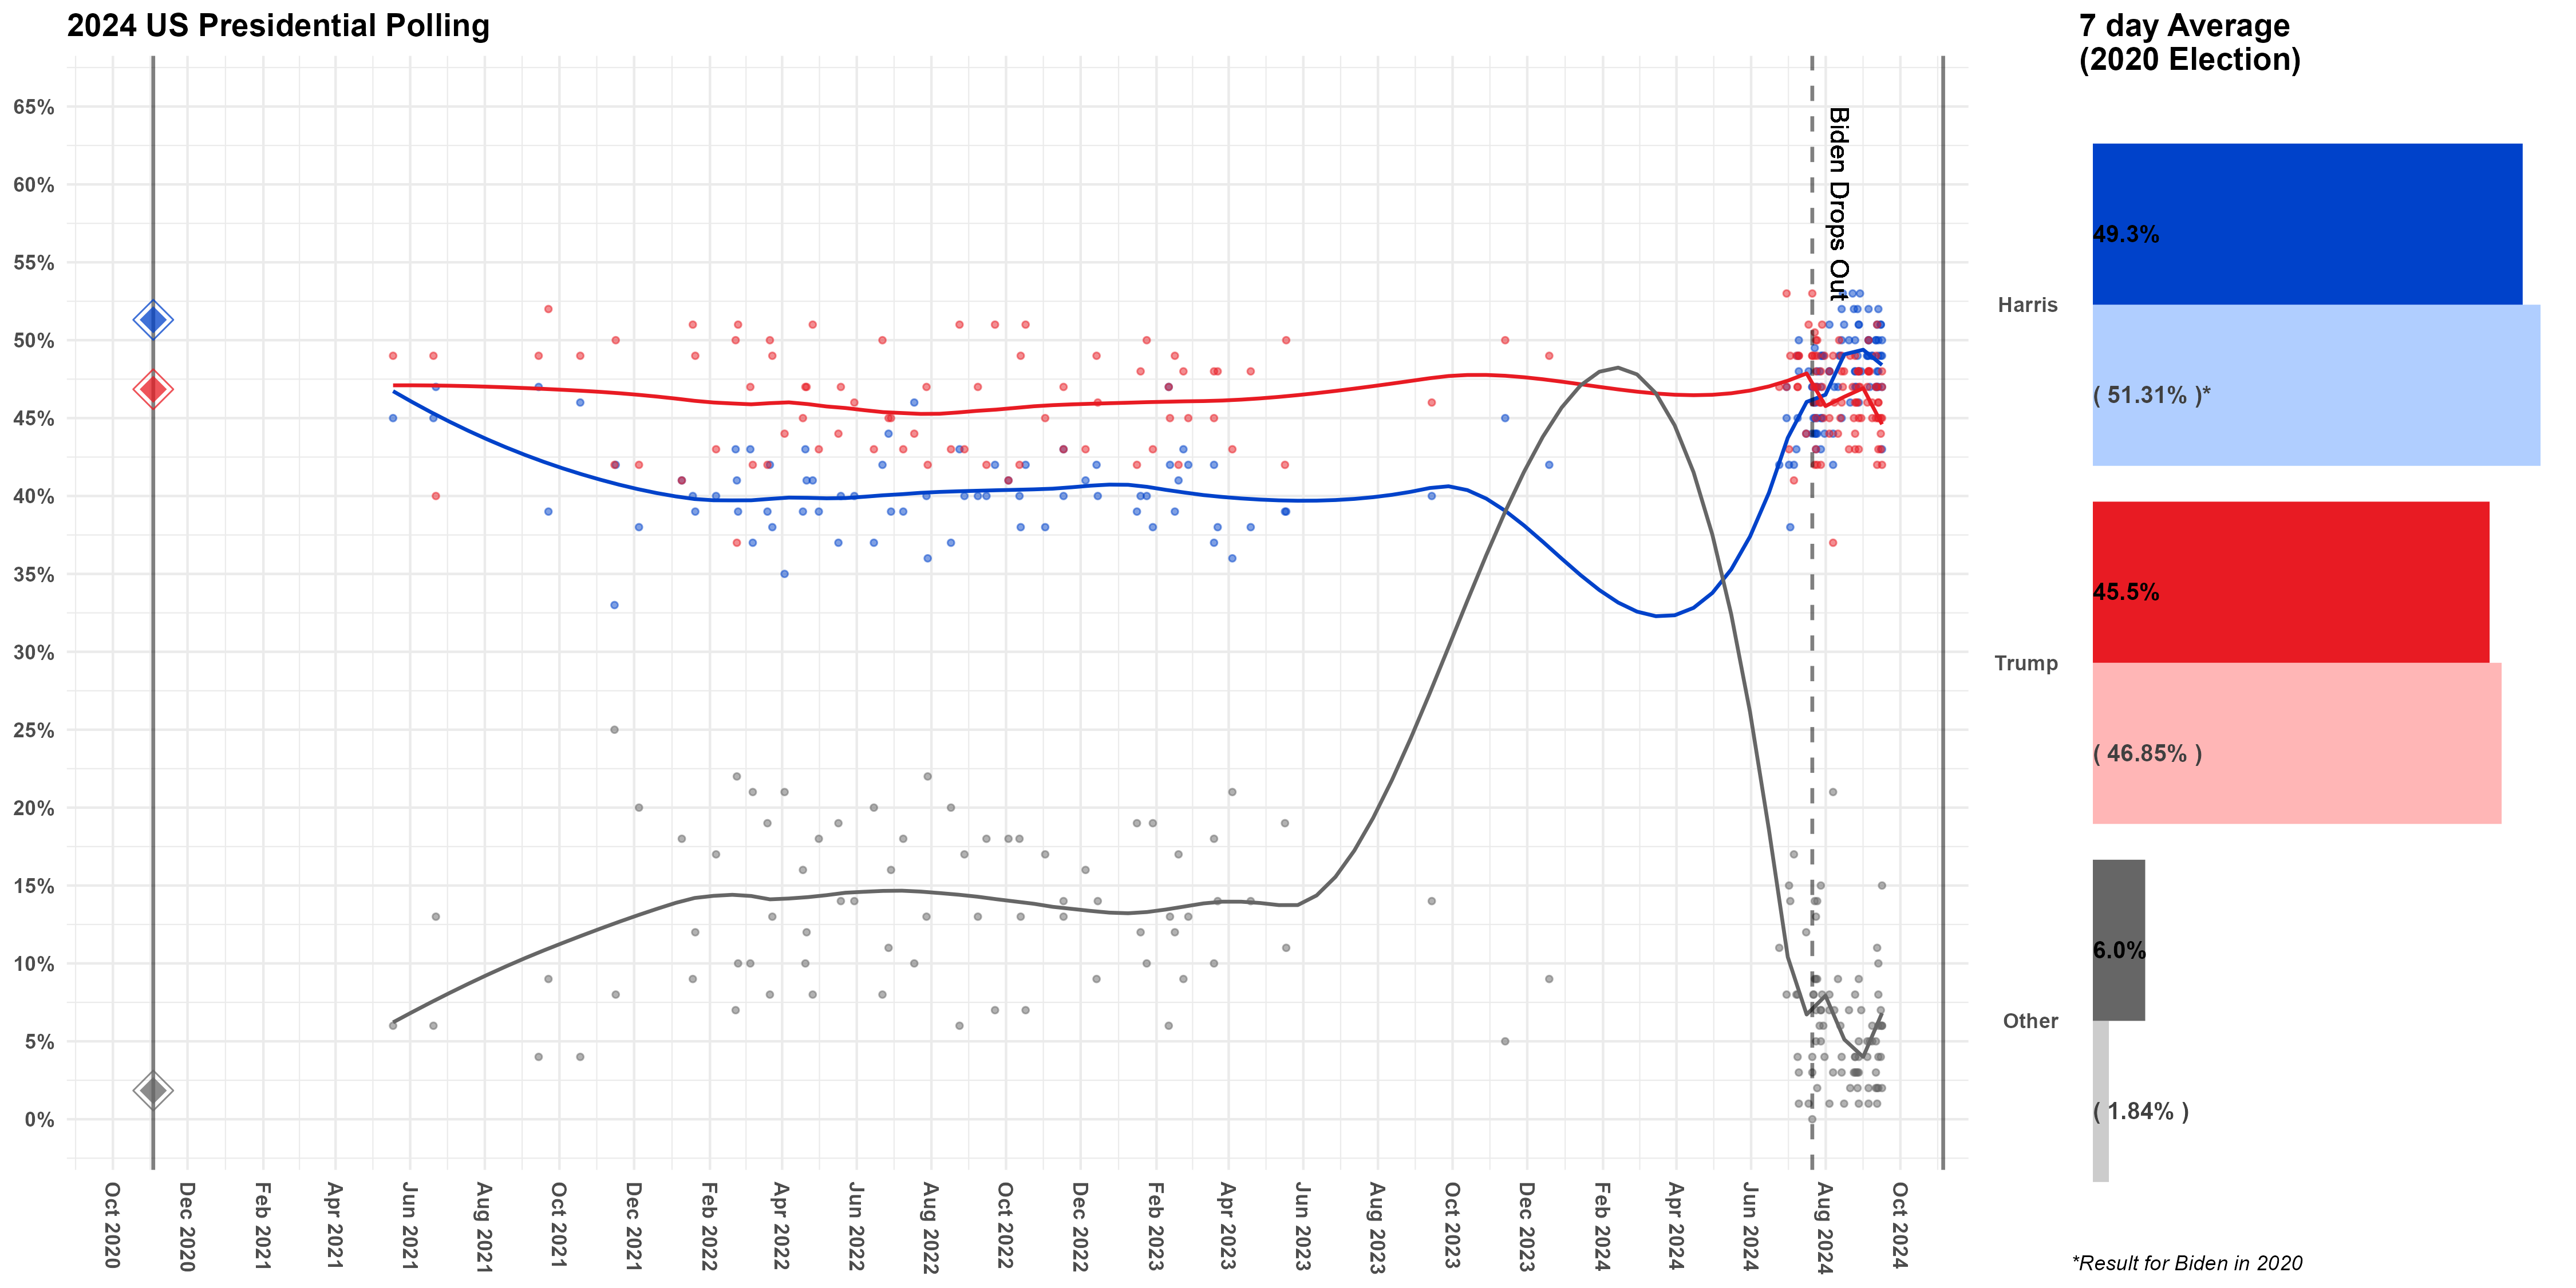 2024 US Presidential Polling
65%
60%
55%
50%
45%
40%
35%
30%
25%
20%
15%
10%
5%
0%
Biden Drops Out
Oct 2020
Dec 2020
Feb 2021
Apr 2021
Jun 2021
Aug 2021
Oct 2021
Dec 2021
Feb 2022
Apr 2022
Jun 2022
Aug 2022
Oct 2022
Dec 2022
Feb 2023
Apr 2023
Jun 2023
Aug 2023
Oct 2023
Dec 2023
Feb 2024
Apr 2024
Jun 2024
Aug 2024
Oct 2024
7 day Average
(2020 Election)
Harris
49.3%
( 51.31% )*
Trump
45.5%
( 46.85% )
Other
6.0%
( 1.84% )
*Result for Biden in 2020